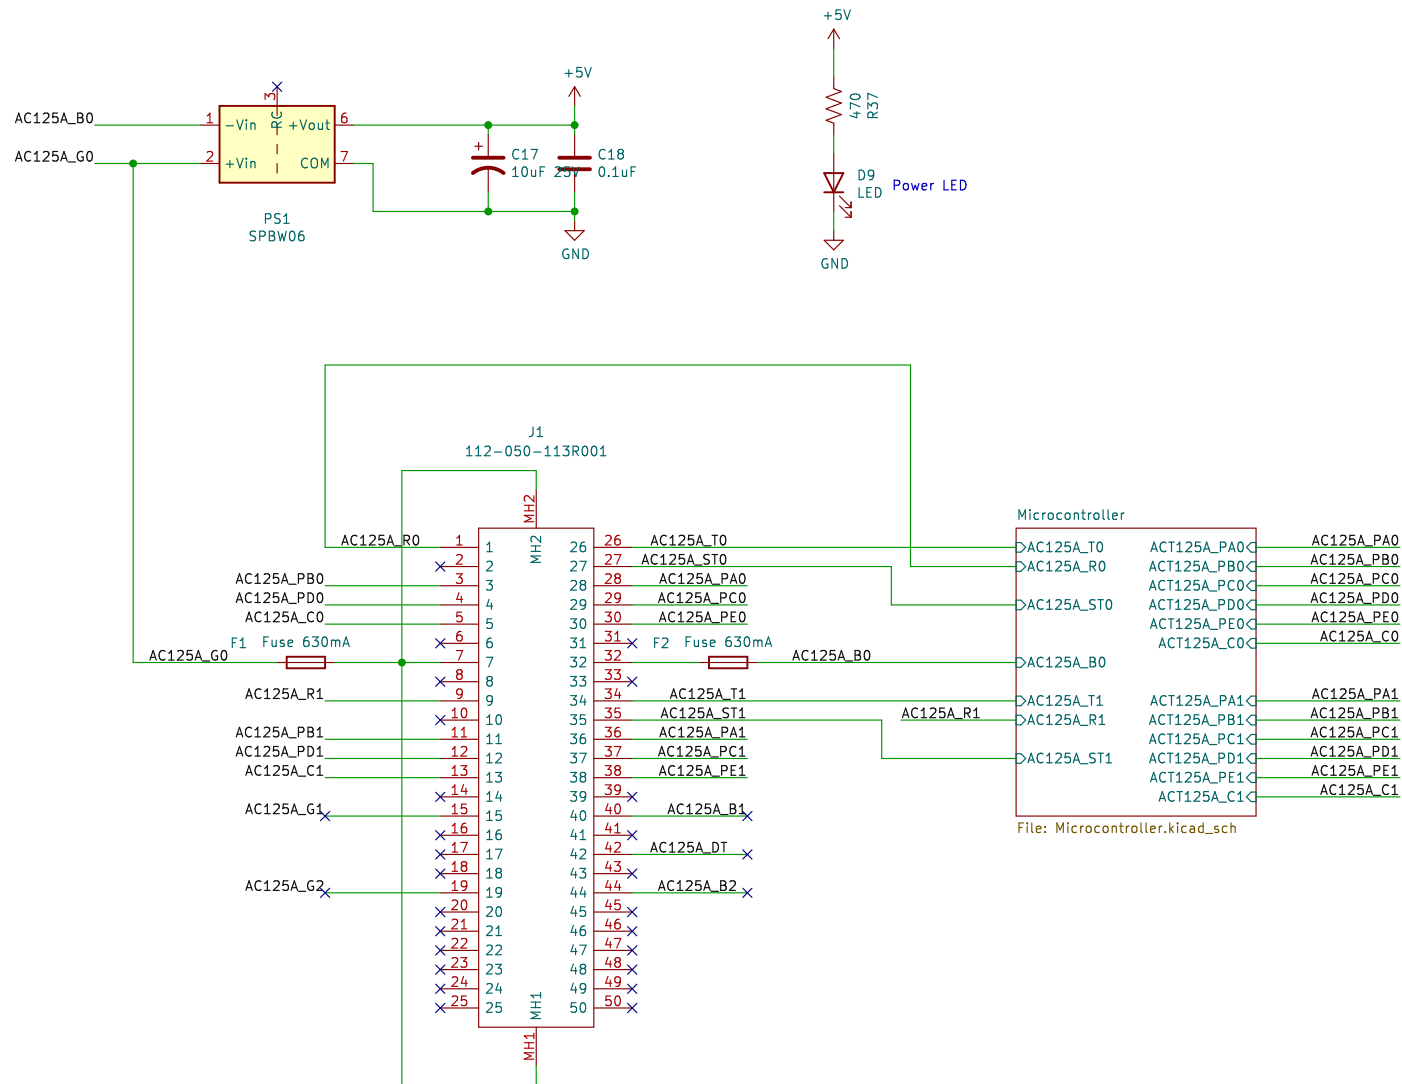 +5V
470
R37
D9
LED
Power LED
GND
+5V
AC125A_B0
AC125A_G0
1
2
3
6
7
-Vin
+Vin
RC
+Vout
COM
PS1
SPBW06
C17
10uF 25V
C18
0.1uF
GND
J1
112-050-113R001
MH2
MH2
Microcontroller
AC125A_R0 1 1 26 26 AC125A_T0
2 2 27 27 AC125A_ST0
AC125A_PB0 3 3 28 28 AC125A_PA0
AC125A_PD0 4 4 29 29 AC125A_PC0
AC125A_C0 5 5 30 30 AC125A_PE0
6 6 31 31
F1 Fuse 630mA
F2 Fuse 630mA
AC125A_G0 7 7 32 32 AC125A_B0
8 8 33 33
AC125A_R1 9 9 34 34 AC125A_T1
10 10 35 35 AC125A_ST1
AC125A_PB1 11 11 36 36 AC125A_PA1
AC125A_PD1 12 12 37 37 AC125A_PC1
AC125A_C1 13 13 38 38 AC125A_PE1
14 14 39 39
AC125A_G1 15 15 40 40 AC125A_B1
16 16 41 41
17 17 42 42 AC125A_DT
18 18 43 43
AC125A_G2 19 19 44 44 AC125A_B2
20 20 45 45
21 21 46 46
22 22 47 47
23 23 48 48
24 24 49 49
25 25 50 50
MH1
MH1
AC125A_T0 ACT125A_PA0 AC125A_PA0
AC125A_R0 ACT125A_PB0 AC125A_PB0
ACT125A_PC0 AC125A_PC0
AC125A_ST0 ACT125A_PD0 AC125A_PD0
ACT125A_PE0 AC125A_PE0
ACT125A_C0 AC125A_C0
AC125A_B0
AC125A_T1 ACT125A_PA1 AC125A_PA1
AC125A_R1 AC125A_R1 ACT125A_PB1 AC125A_PB1
ACT125A_PC1 AC125A_PC1
AC125A_ST1 ACT125A_PD1 AC125A_PD1
ACT125A_PE1 AC125A_PE1
ACT125A_C1 AC125A_C1
File: Microcontroller.kicad_sch